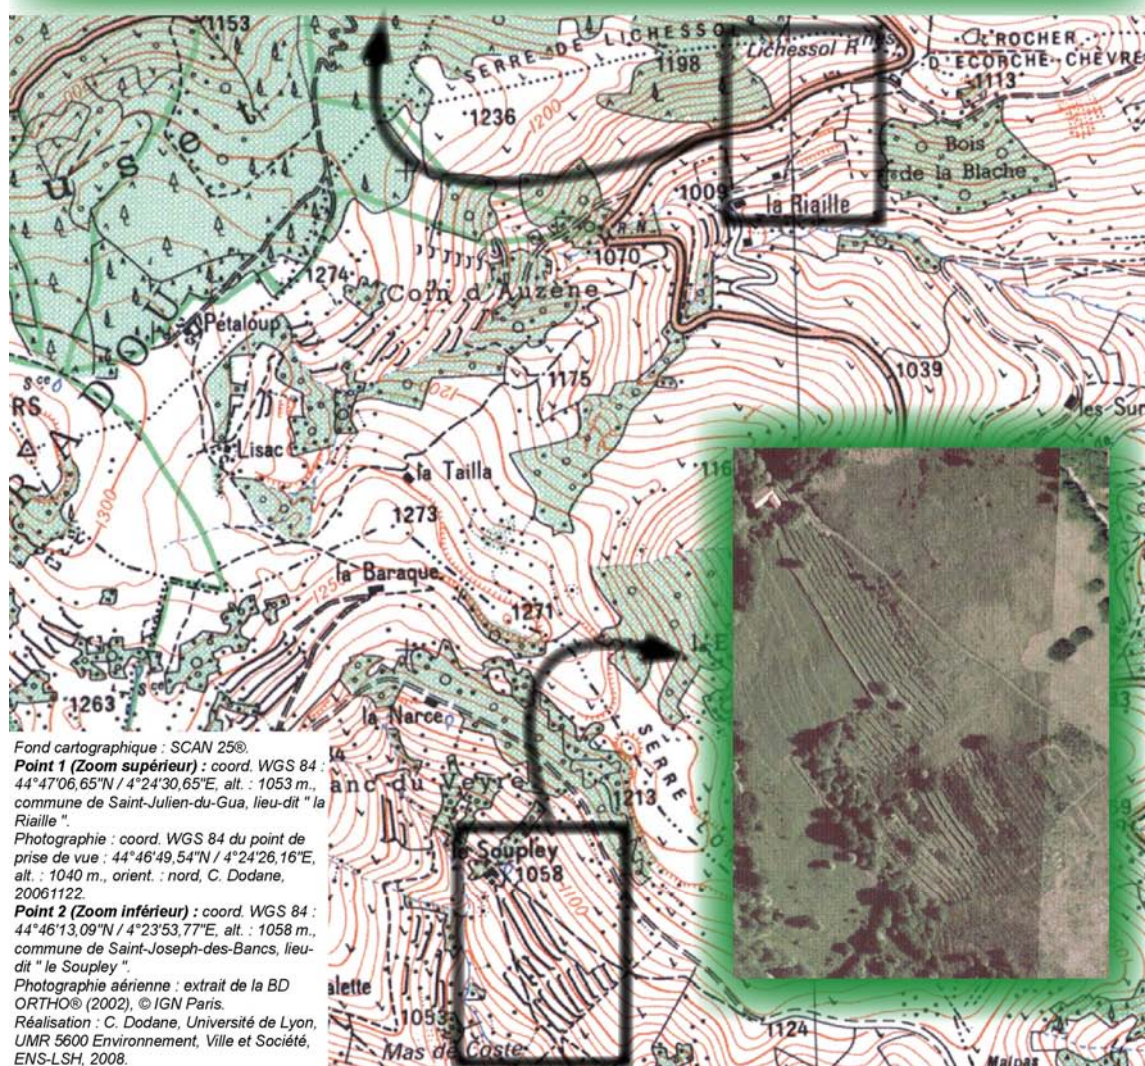 1153
SERRE DE LICHESSOL
Lichessol
ROCHER
D'ECORCHE-CHÈVRE
1198
1113
1236
1200
Bois
de la Blache
1009
la Riaille
R.N.
1070
1274
Coin d'Auzène
Pétaloup
1175
1039
les
Lisac
la Tailla
1300
1273
la Baraque
1250
1271
1263
la Narce
SERRE
1213
le Soupley
1058
1100
1053
Mas de Coste
1124
Malpas
Fond cartographique : SCAN 25®.
Point 1 (Zoom supérieur) : coord. WGS 84 :
44°47'06,65"N / 4°24'30,65"E, alt. : 1053 m.,
commune de Saint-Julien-du-Gua, lieu-dit " la
Riaille ".
Photographie : coord. WGS 84 du point de
prise de vue : 44°46'49,54"N / 4°24'26,16"E,
alt. : 1040 m., orient. : nord, C. Dodane,
20061122.
Point 2 (Zoom inférieur) : coord. WGS 84 :
44°46'13,09"N / 4°23'53,77"E, alt. : 1058 m.,
commune de Saint-Joseph-des-Bancs, lieu-
dit " le Soupley ".
Photographie aérienne : extrait de la BD
ORTHO® (2002), © IGN Paris.
Réalisation : C. Dodane, Université de Lyon,
UMR 5600 Environnement, Ville et Société,
ENS-LSH, 2008.